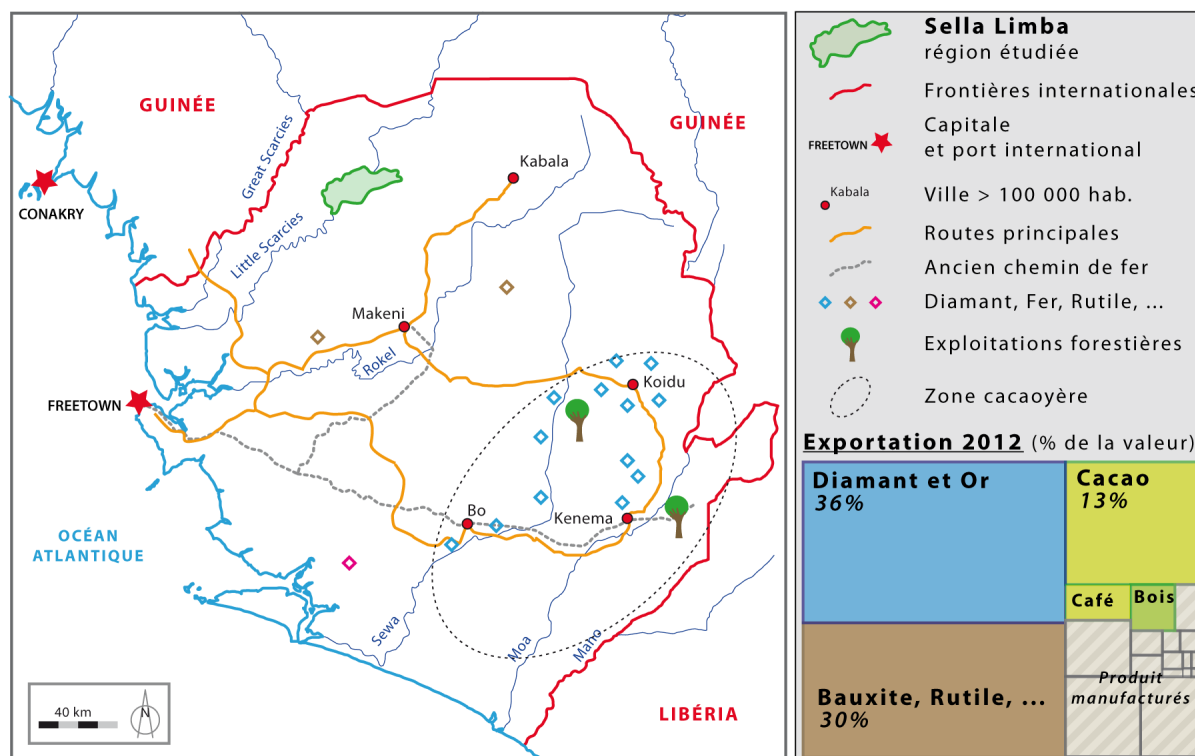 GUINÉE
GUINÉE
Great Scarcies
Kabala
CONAKRY
Little Scarcies
Makeni
Rokel
Koidu
FREETOWN
Bo
Kenema
OCÉAN
ATLANTIQUE
Sewa
Moa
Mano
LIBÉRIA
40 km
N
Sella Limba
région étudiée
Frontières internationales
FREETOWN
Capitale
et port international
Kabala
Ville > 100 000 hab.
Routes principales
Ancien chemin de fer
Diamant, Fer, Rutile, ...
Exploitations forestières
Zone cacaoyère
Exportation 2012 (% de la valeur)
Diamant et Or
36%
Cacao
13%
Café
Bois
Bauxite, Rutile, ...
30%
Produit
manufacturés